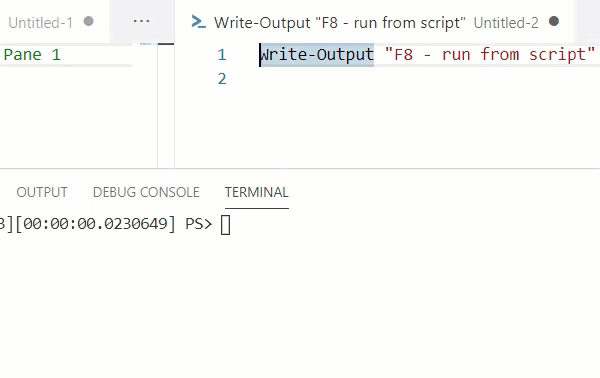 Untitled-1 ● ··· Write-Output "F8 - run from script" Untitled-2 ●
Pane 1
1 Write-Output "F8 - run from script"
2
OUTPUT DEBUG CONSOLE TERMINAL
][00:00:00.0230649] PS>